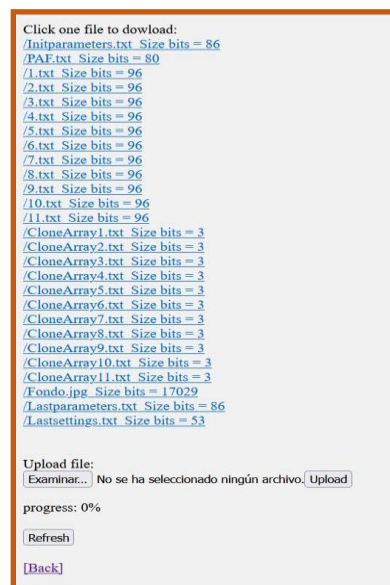 Click one file to dowload:
/Initparameters.txt Size bits = 86
/PAF.txt Size bits = 80
/1.txt Size bits = 96
/2.txt Size bits = 96
/3.txt Size bits = 96
/4.txt Size bits = 96
/5.txt Size bits = 96
/6.txt Size bits = 96
/7.txt Size bits = 96
/8.txt Size bits = 96
/9.txt Size bits = 96
/10.txt Size bits = 96
/11.txt Size bits = 96
/CloneArray1.txt Size bits = 3
/CloneArray2.txt Size bits = 3
/CloneArray3.txt Size bits = 3
/CloneArray4.txt Size bits = 3
/CloneArray5.txt Size bits = 3
/CloneArray6.txt Size bits = 3
/CloneArray7.txt Size bits = 3
/CloneArray8.txt Size bits = 3
/CloneArray9.txt Size bits = 3
/CloneArray10.txt Size bits = 3
/CloneArray11.txt Size bits = 3
/Fondo.jpg Size bits = 17029
/Lastparameters.txt Size bits = 86
/Lastsettings.txt Size bits = 53
Upload file:
Examinar... No se ha seleccionado ningún archivo. Upload
progress: 0%
Refresh
[Back]